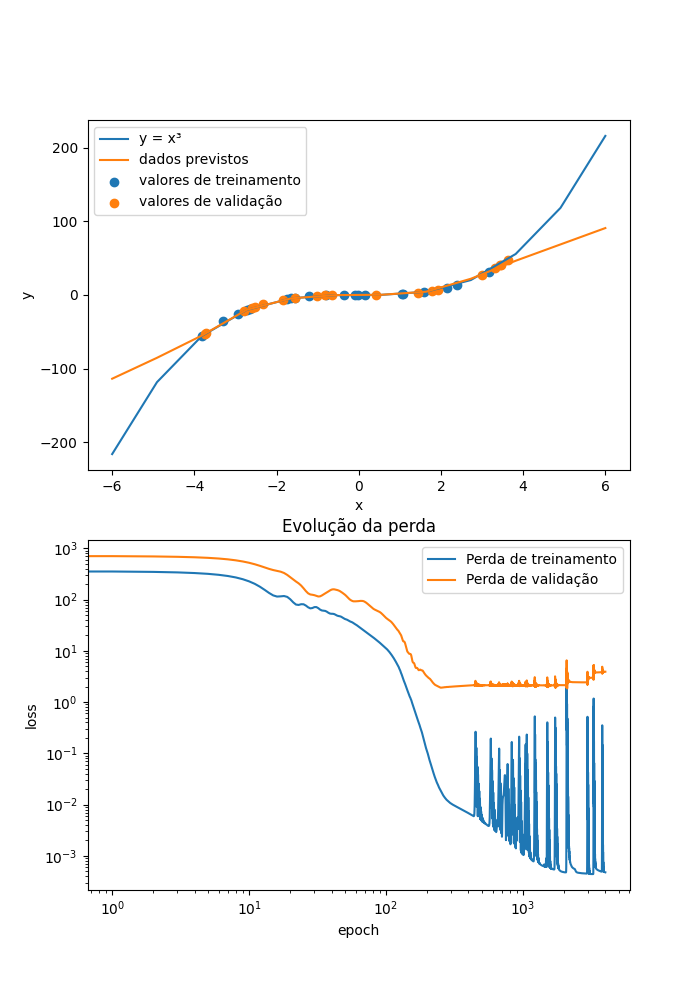 y = x³
dados previstos
valores de treinamento
valores de validação
200
100
0
−100
−200
y
−6
−4
−2
0
2
4
6
x
Evolução da perda
Perda de treinamento
Perda de validação
10³
10²
10¹
10⁰
10⁻¹
10⁻²
10⁻³
loss
10⁰
10¹
10²
10³
epoch